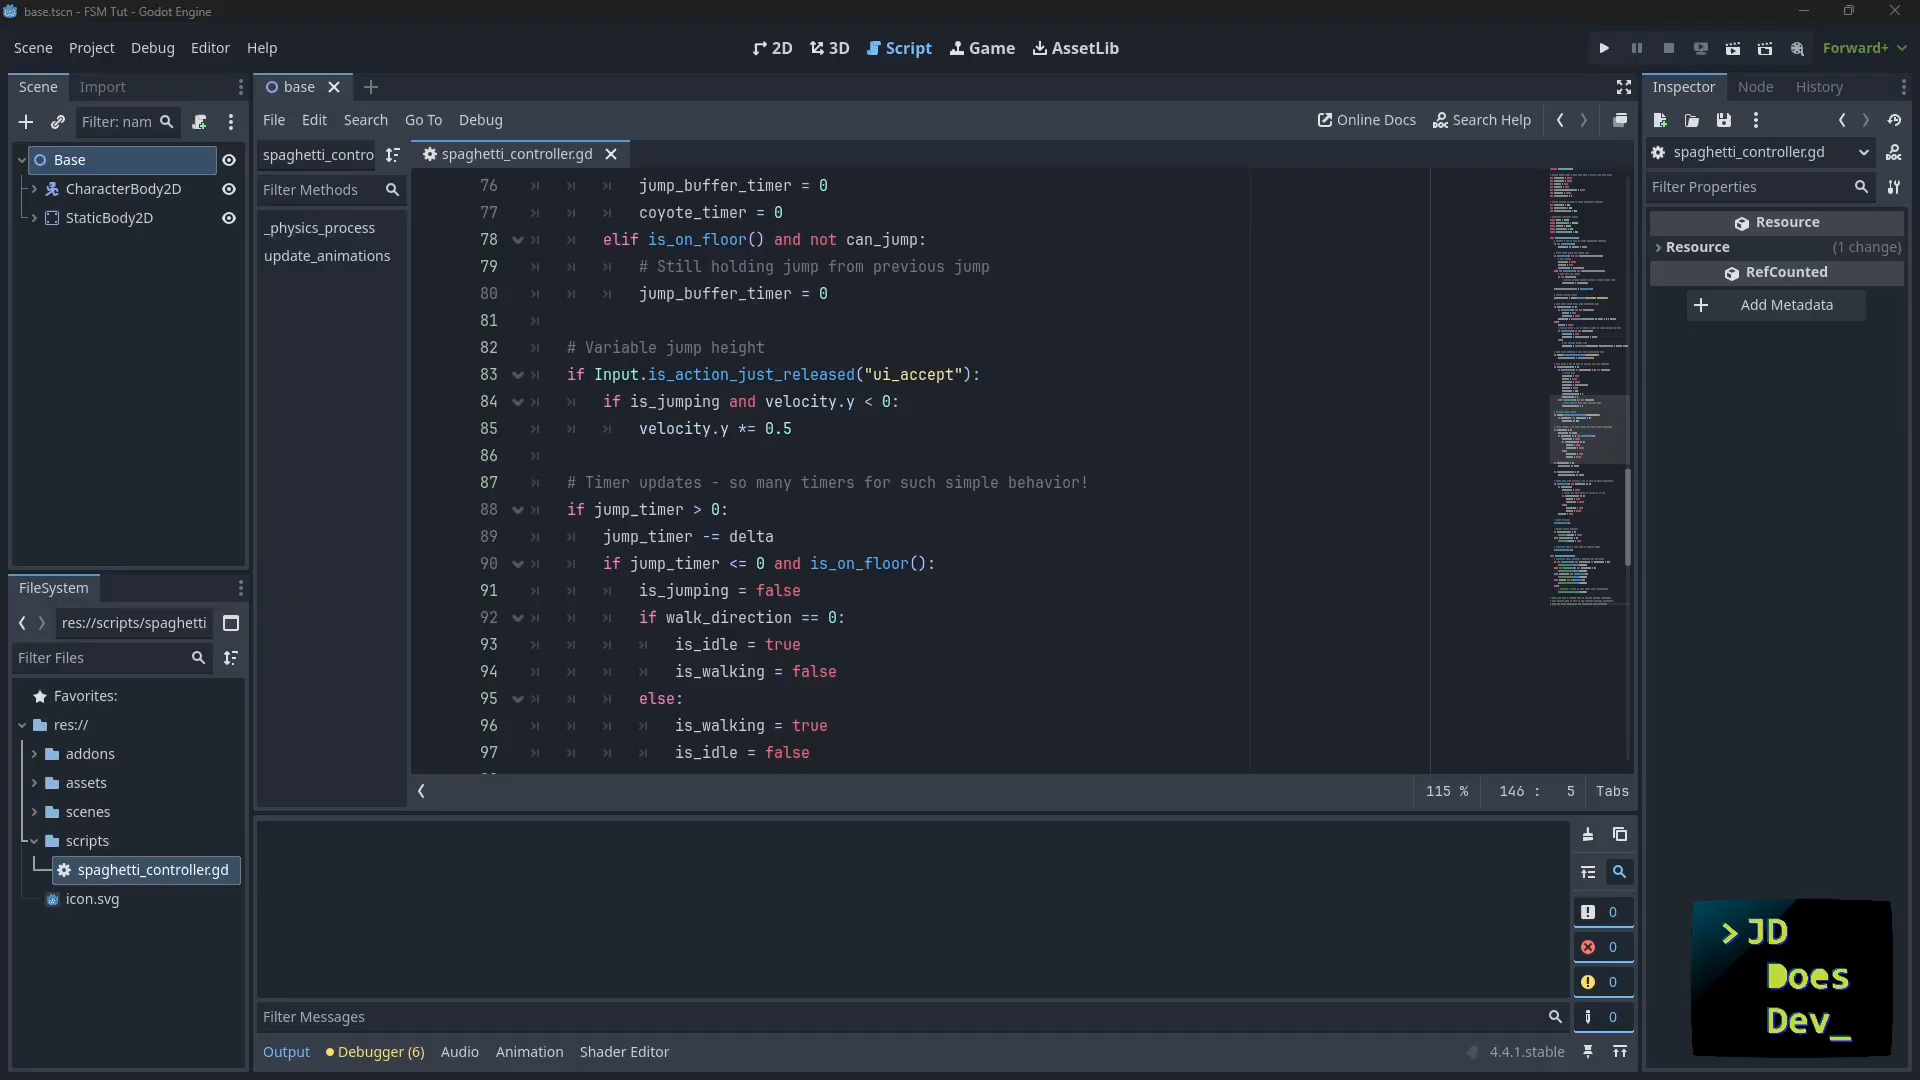 base.tscn - FSM Tut - Godot Engine
Scene Project Debug Editor Help
2D 3D Script Game AssetLib
Forward+
Scene Import
Filter: nam
Base
CharacterBody2D
StaticBody2D
FileSystem
res://scripts/spaghetti
Filter Files
Favorites:
res://
addons
assets
scenes
scripts
spaghetti_controller.gd
icon.svg
base
File Edit Search Go To Debug
Online Docs Search Help
spaghetti_contro
spaghetti_controller.gd
Filter Methods
_physics_process
update_animations
76 jump_buffer_timer = 0
77 coyote_timer = 0
78 elif is_on_floor() and not can_jump:
79 # Still holding jump from previous jump
80 jump_buffer_timer = 0
81
82 # Variable jump height
83 if Input.is_action_just_released("ui_accept"):
84 if is_jumping and velocity.y < 0:
85 velocity.y *= 0.5
86
87 # Timer updates - so many timers for such simple behavior!
88 if jump_timer > 0:
89 jump_timer -= delta
90 if jump_timer <= 0 and is_on_floor():
91 is_jumping = false
92 if walk_direction == 0:
93 is_idle = true
94 is_walking = false
95 else:
96 is_walking = true
97 is_idle = false
115 % 146 : 5 Tabs
0
0
0
0
Filter Messages
Output Debugger (6) Audio Animation Shader Editor
4.4.1.stable
Inspector Node History
spaghetti_controller.gd
Filter Properties
Resource
Resource (1 change)
RefCounted
Add Metadata
>JD
Does
Dev_